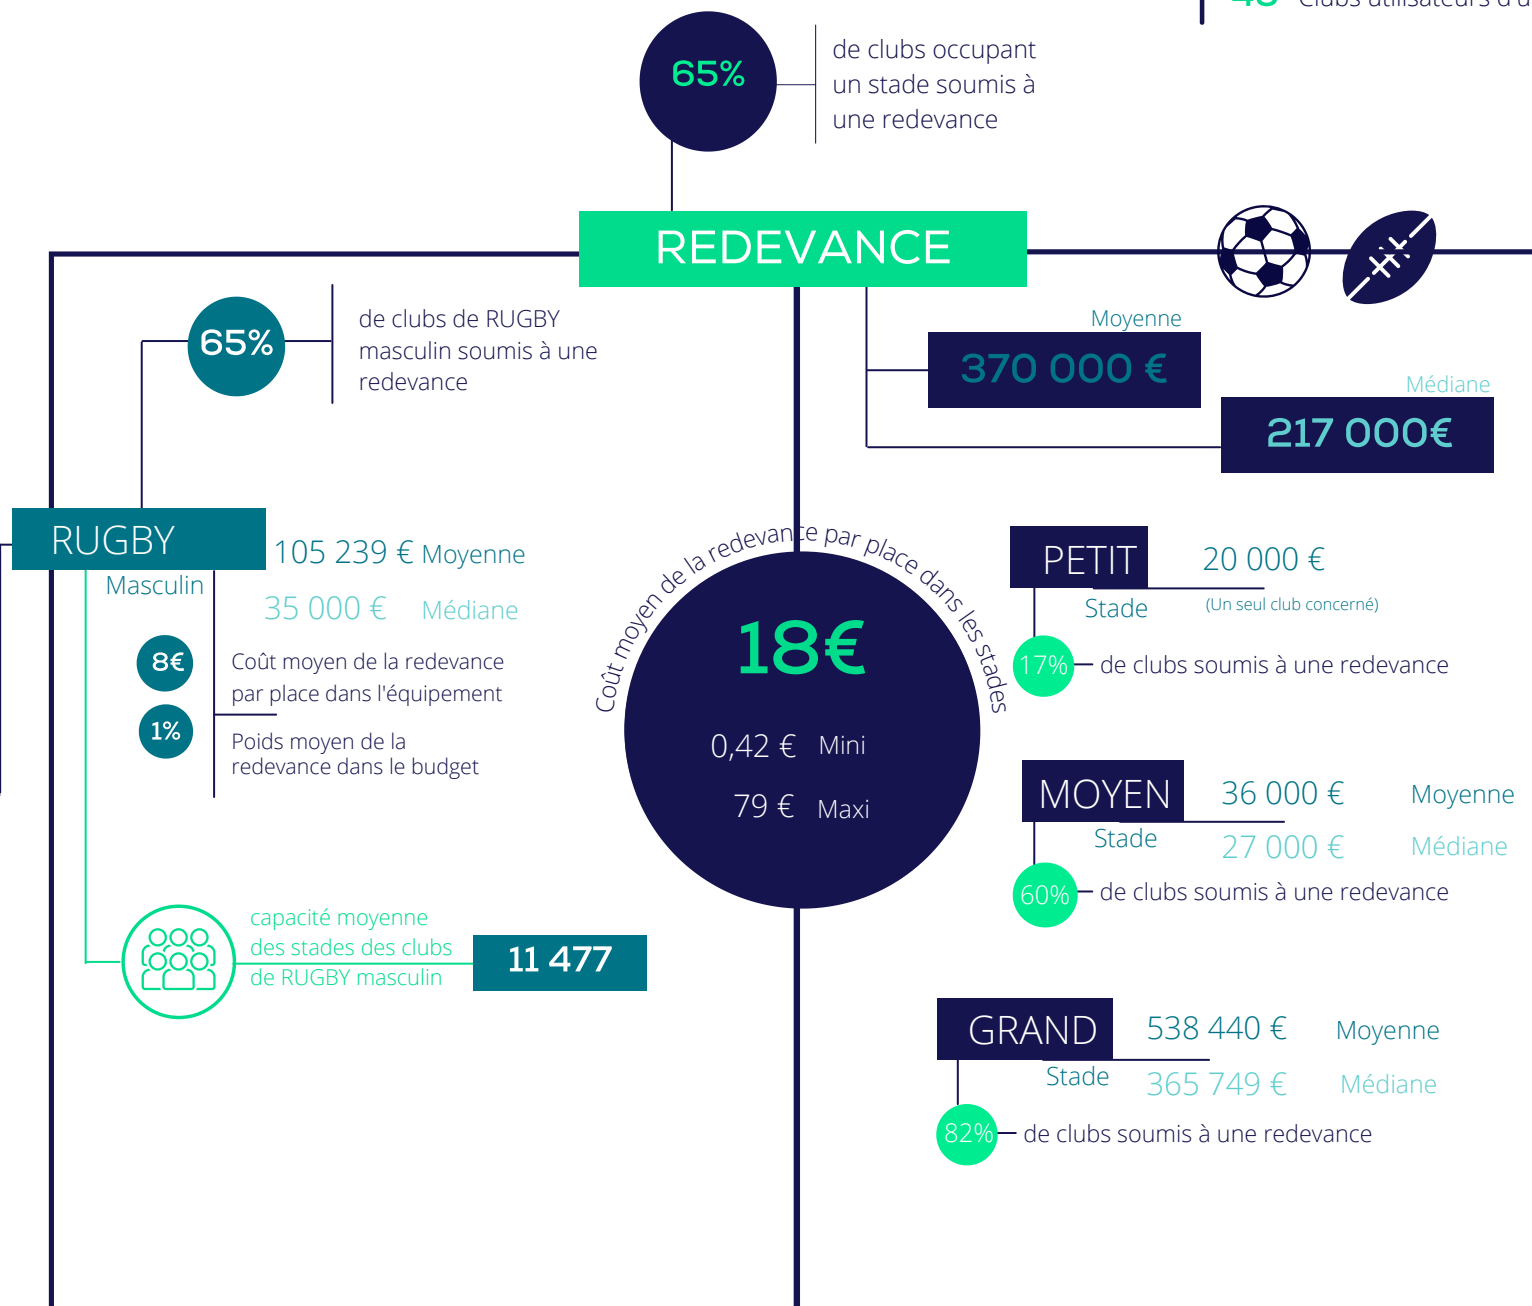 65%
de clubs occupant
un stade soumis à
une redevance
REDEVANCE
65%
de clubs de RUGBY
masculin soumis à une
redevance
Moyenne
370 000 €
Médiane
217 000€
RUGBY
Masculin
105 239 € Moyenne
35 000 € Médiane
8€
Coût moyen de la redevance
par place dans l'équipement
1%
Poids moyen de la
redevance dans le budget
capacité moyenne
des stades des clubs
de RUGBY masculin
11 477
Coût moyen de la redevance par place dans les stades
18€
0,42 € Mini
79 € Maxi
PETIT
Stade
20 000 €
(Un seul club concerné)
17% de clubs soumis à une redevance
MOYEN
Stade
36 000 € Moyenne
27 000 € Médiane
60% de clubs soumis à une redevance
GRAND
Stade
538 440 € Moyenne
365 749 € Médiane
82% de clubs soumis à une redevance